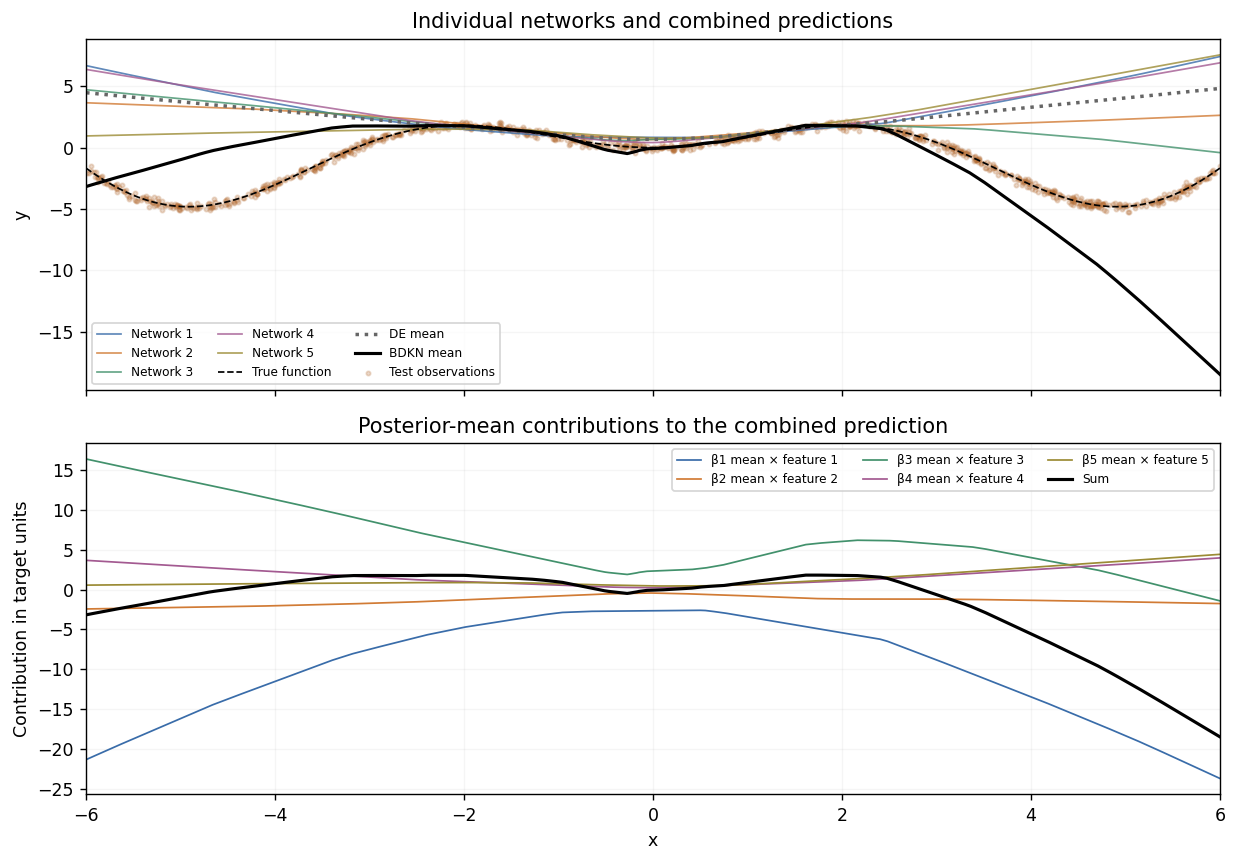 Individual networks and combined predictions
y
5
0
−5
−10
−15
Network 1
Network 2
Network 3
Network 4
Network 5
True function
DE mean
BDKN mean
Test observations
Posterior-mean contributions to the combined prediction
Contribution in target units
15
10
5
0
−5
−10
−15
−20
−25
β1 mean × feature 1
β2 mean × feature 2
β3 mean × feature 3
β4 mean × feature 4
β5 mean × feature 5
Sum
−6
−4
−2
0
2
4
6
x